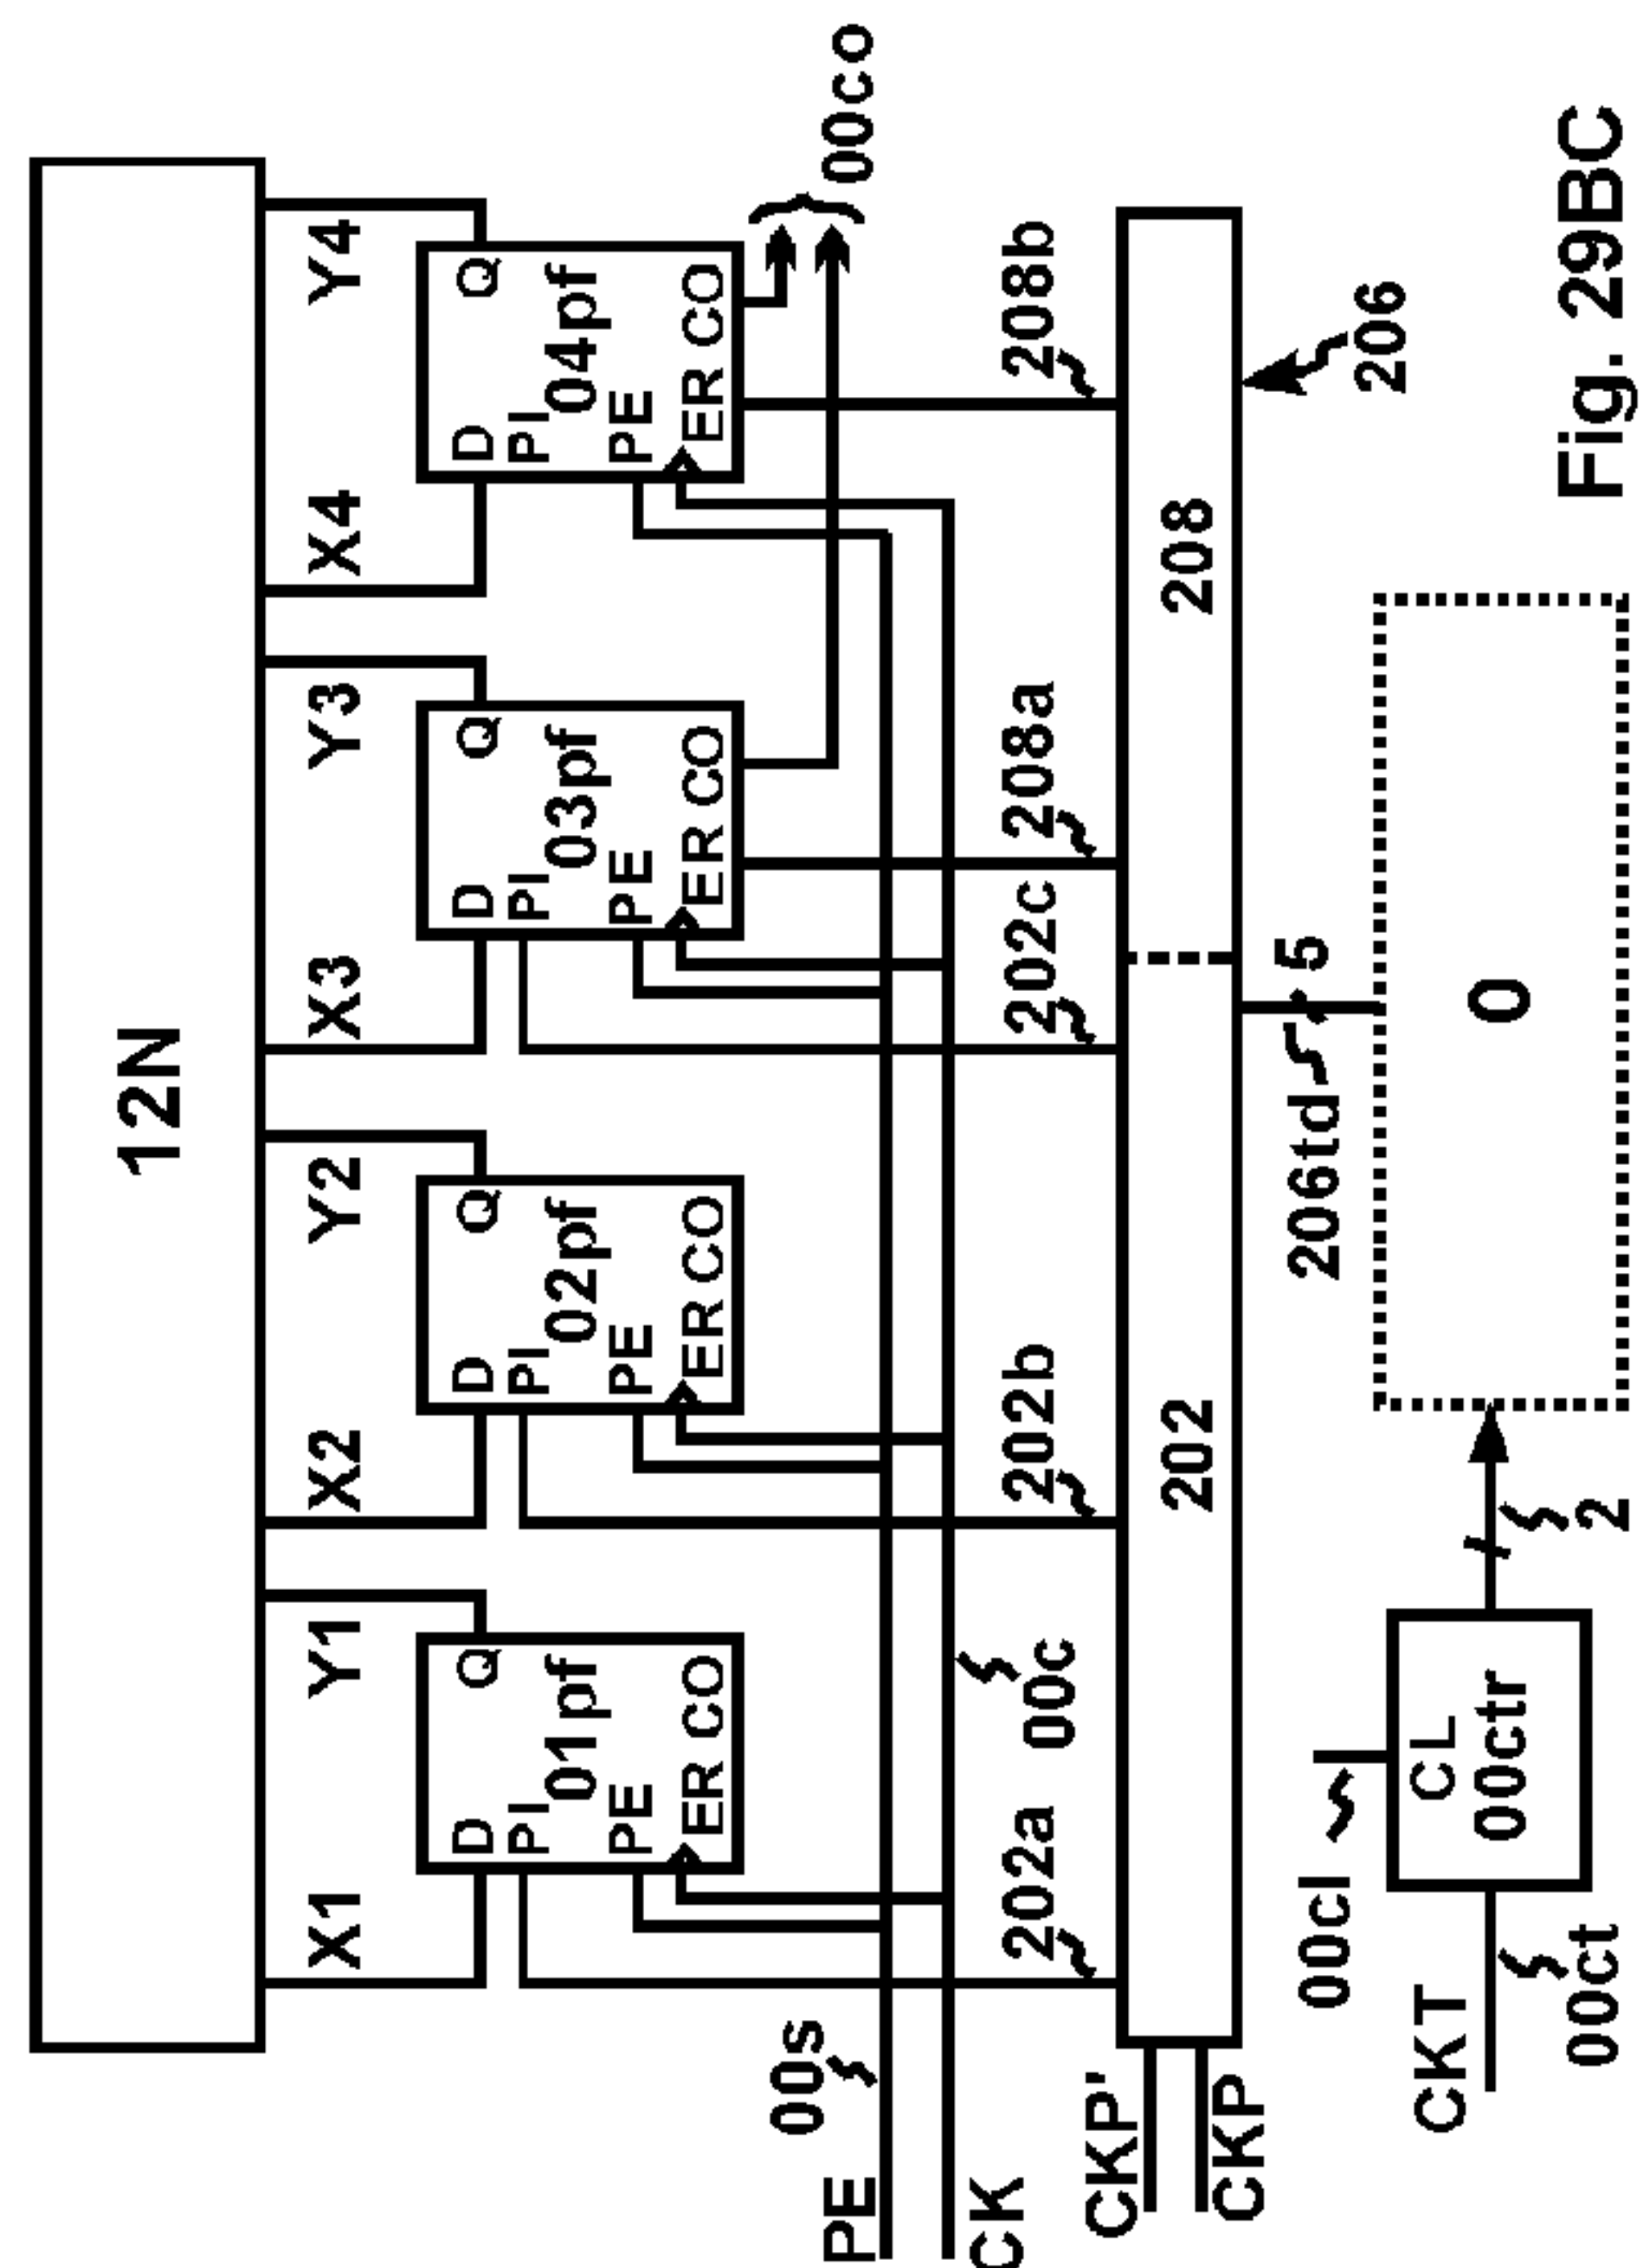 12N
X1 Y1 X2 Y2 X3 Y3 X4 Y4
D Q D Q D Q D Q
PI PI PI PI
01pf 02pf 03pf 04pf
PE PE PE PE
ER CO ER CO ER CO ER CO
00co
00s
PE
CK
00c
202a 202b 202c 208a 208b
CKP'
CKP
202 208
206
206td 5
00cl
CL
00ctr
CKT
00ct
2
0
Fig. 29BC